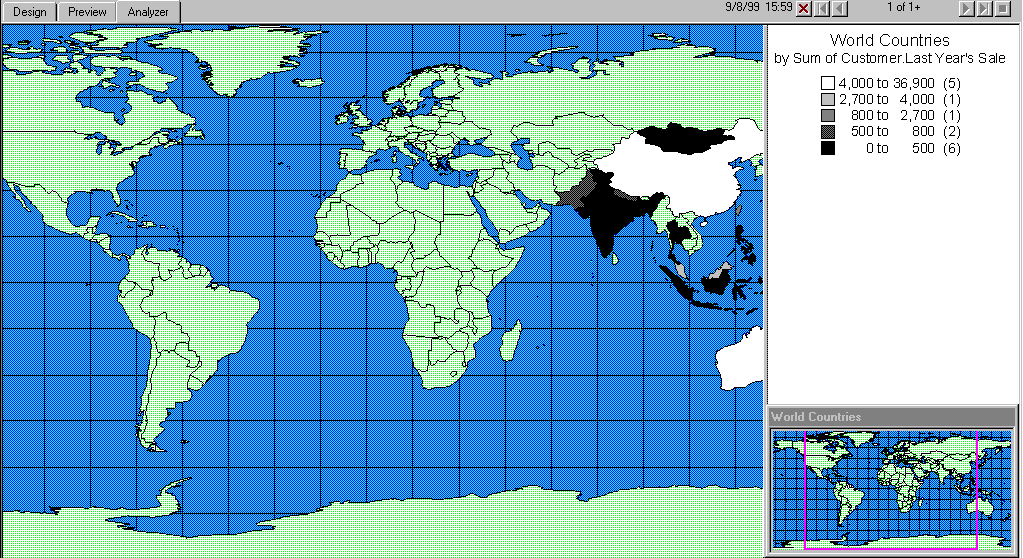 Design Preview Analyzer 9/8/99 15:59 1 of 1+
World Countries
by Sum of Customer.Last Year's Sale
4,000 to 36,900 (5)
2,700 to 4,000 (1)
800 to 2,700 (1)
500 to 800 (2)
0 to 500 (6)
World Countries